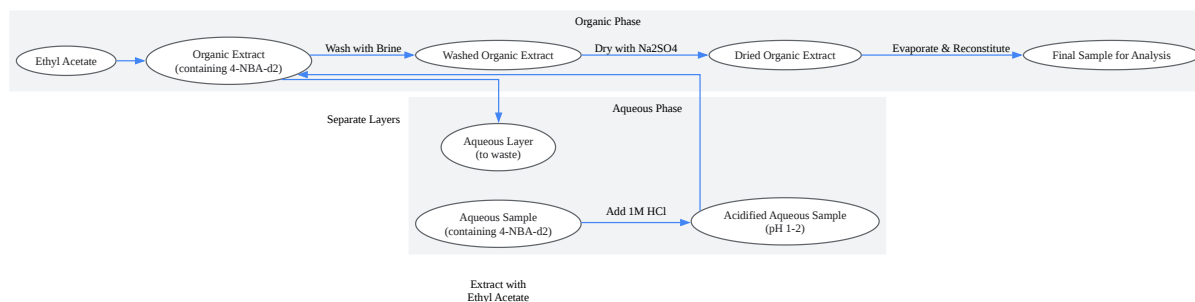 Organic Phase
Ethyl Acetate
Organic Extract
(containing 4-NBA-d2)
Wash with Brine
Washed Organic Extract
Dry with Na2SO4
Dried Organic Extract
Evaporate & Reconstitute
Final Sample for Analysis
Separate Layers
Aqueous Phase
Aqueous Layer
(to waste)
Aqueous Sample
(containing 4-NBA-d2)
Add 1M HCl
Acidified Aqueous Sample
(pH 1-2)
Extract with
Ethyl Acetate